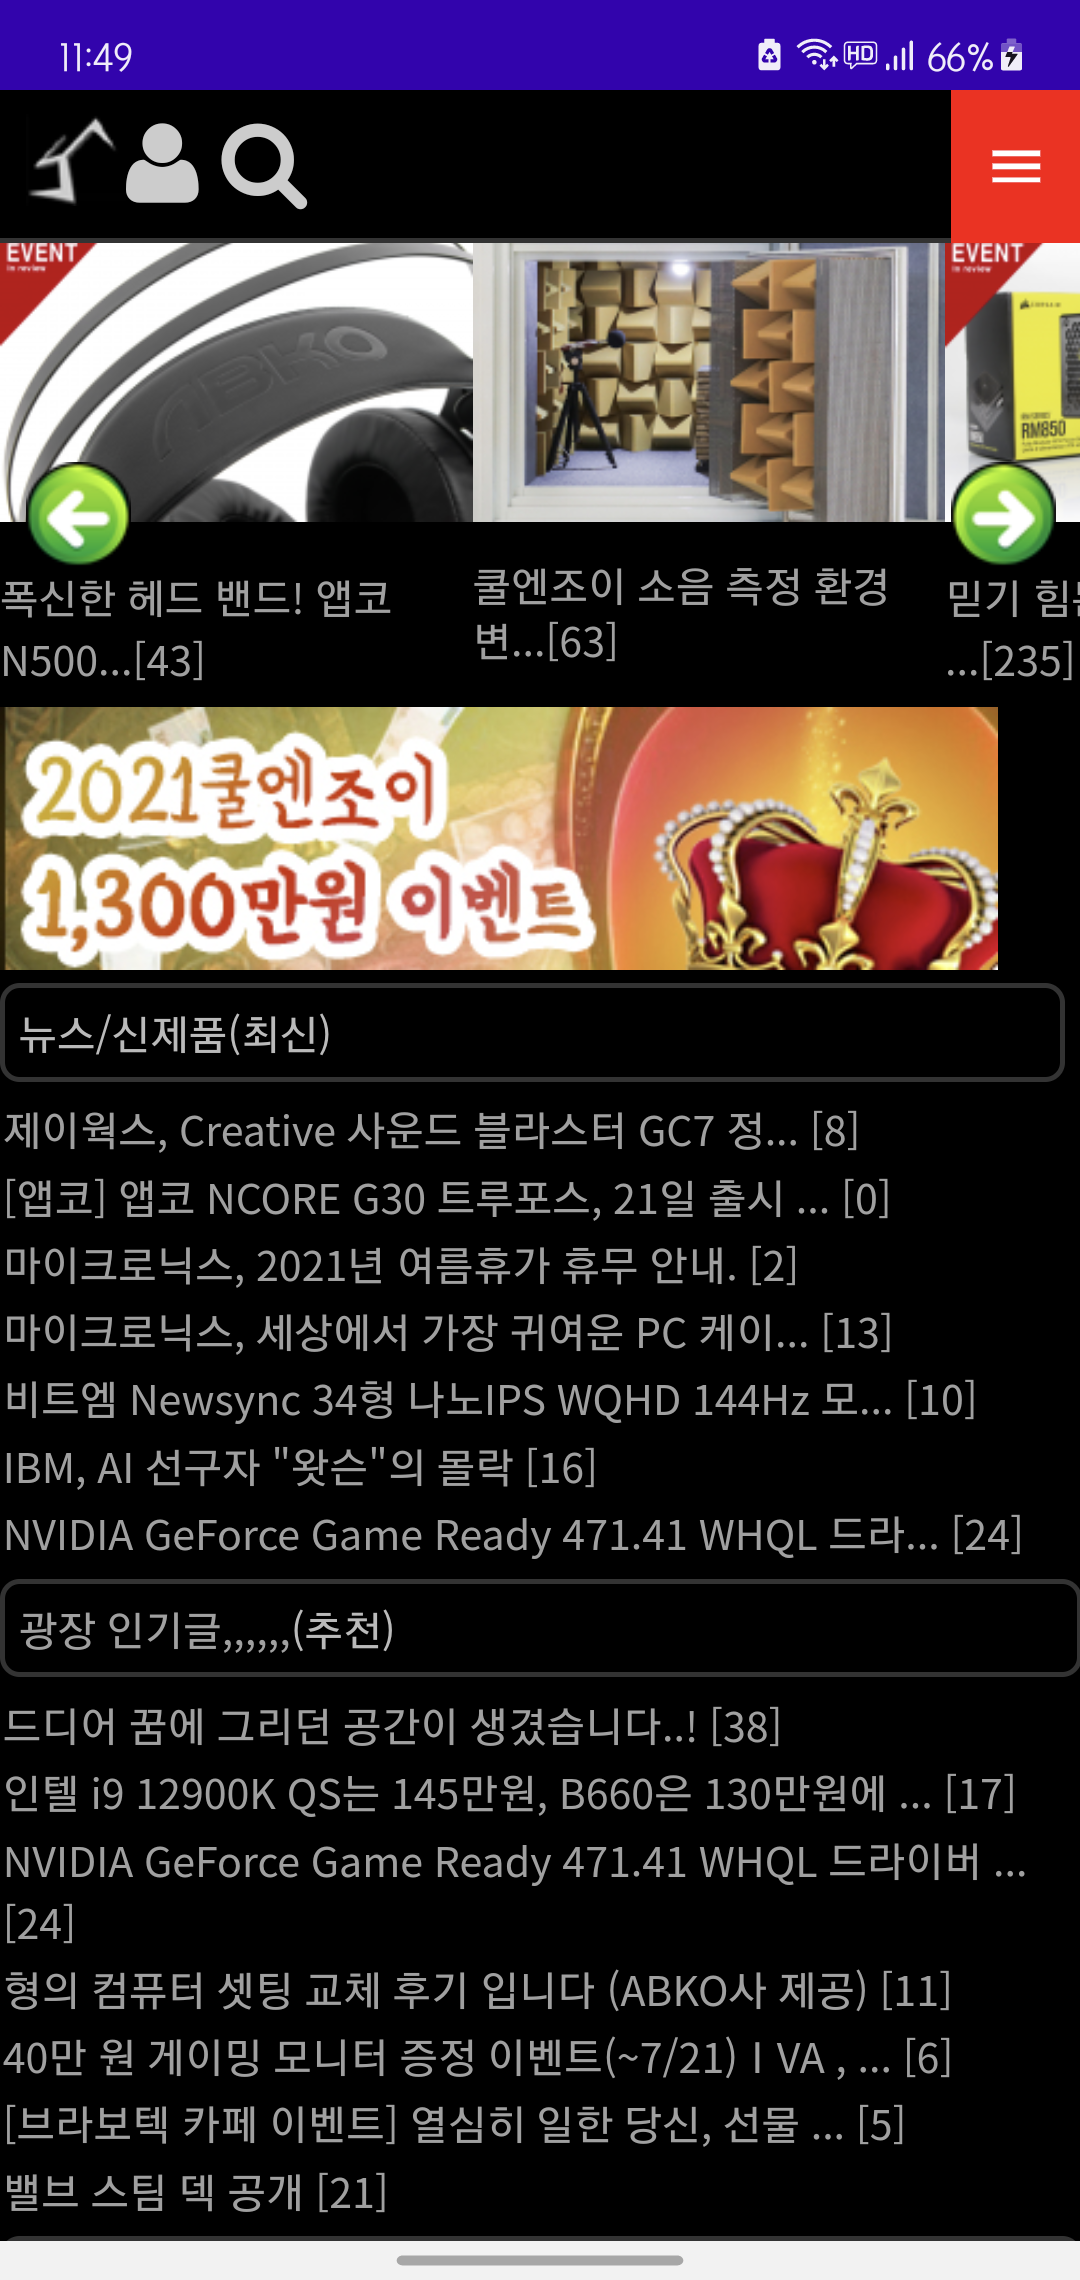 11:49
HD
66%
EVENT
in review
ABKO
EVENT
in review
CORSAIR
RM850
폭신한 헤드 밴드! 앱코
N500...[43]
쿨엔조이 소음 측정 환경
변...[63]
믿기 힘
...[235]
2021쿨엔조이
1,300만원 이벤트
뉴스/신제품(최신)
제이웍스, Creative 사운드 블라스터 GC7 정... [8]
[앱코] 앱코 NCORE G30 트루포스, 21일 출시 ... [0]
마이크로닉스, 2021년 여름휴가 휴무 안내. [2]
마이크로닉스, 세상에서 가장 귀여운 PC 케이... [13]
비트엠 Newsync 34형 나노IPS WQHD 144Hz 모... [10]
IBM, AI 선구자 "왓슨"의 몰락 [16]
NVIDIA GeForce Game Ready 471.41 WHQL 드라... [24]
광장 인기글,,,,,,(추천)
드디어 꿈에 그리던 공간이 생겼습니다..! [38]
인텔 i9 12900K QS는 145만원, B660은 130만원에 ... [17]
NVIDIA GeForce Game Ready 471.41 WHQL 드라이버 ...
[24]
형의 컴퓨터 셋팅 교체 후기 입니다 (ABKO사 제공) [11]
40만 원 게이밍 모니터 증정 이벤트(~7/21) I VA , ... [6]
[브라보텍 카페 이벤트] 열심히 일한 당신, 선물 ... [5]
밸브 스팀 덱 공개 [21]